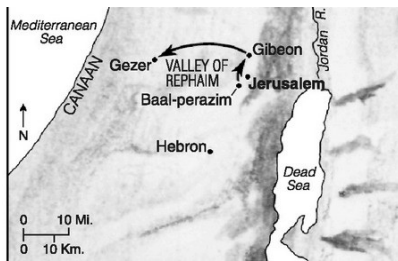 Mediterranean
Sea
Gibeon
Jordan R.
Gezer
VALLEY OF
REPHAIM
CANAAN
Jerusalem
Baal-perazim
N
Hebron
Dead
Sea
0 10 Mi.
0 10 Km.